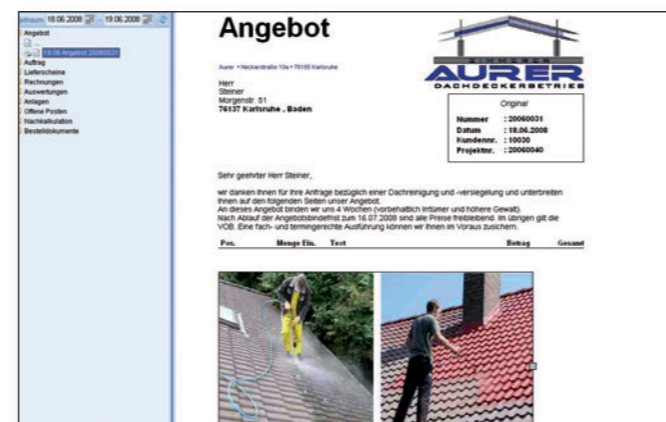 18.06.2008 - 19.06.2008
Angebot
...
18.06 Angebot 20060031
Auftrag
Lieferscheine
Rechnungen
Auswertungen
Anlagen
Offene Posten
Nachkalkulation
Bestelldokumente
Angebot
ZIMMEREI
AURER
DACHDECKERBETRIEB
Aurer • Neckarstraße 10a • 76185 Karlsruhe
Herr
Steiner
Morgenstr. 51
76137 Karlsruhe , Baden
Original
Nummer : 20060031
Datum : 18.06.2008
Kundennr. : 10030
Projektnr. : 20060040
Sehr geehrter Herr Steiner,
wir danken Ihnen für Ihre Anfrage bezüglich einer Dachreinigung und -versiegelung und unterbreiten
Ihnen auf den folgenden Seiten unser Angebot.
An dieses Angebot binden wir uns 4 Wochen (vorbehaltlich Irrtümer und höhere Gewalt).
Nach Ablauf der Angebotsbindefrist zum 16.07.2008 sind alle Preise freibleibend. Im übrigen gilt die
VOB. Eine fach- und termingerechte Ausführung können wir Ihnen im Voraus zusichern.
Pos. Menge Ein. Text Betrag Gesamt